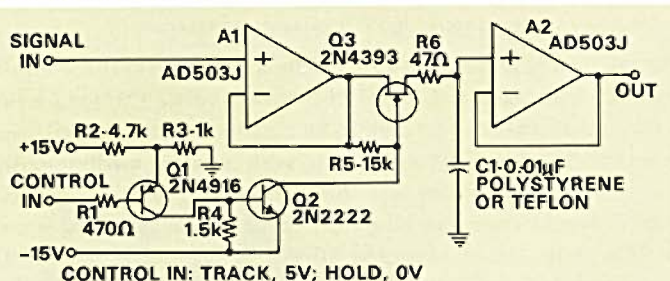 SIGNAL IN
A1
AD503J
Q3
2N4393
R6
47Ω
A2
AD503J
OUT
+
−
+
−
R2-4.7k
R3-1k
+15V
R5-15k
CONTROL IN
R1
470Ω
Q1
2N4916
R4
1.5k
Q2
2N2222
C1-0.01µF
POLYSTYRENE
OR TEFLON
−15V
CONTROL IN: TRACK, 5V; HOLD, 0V